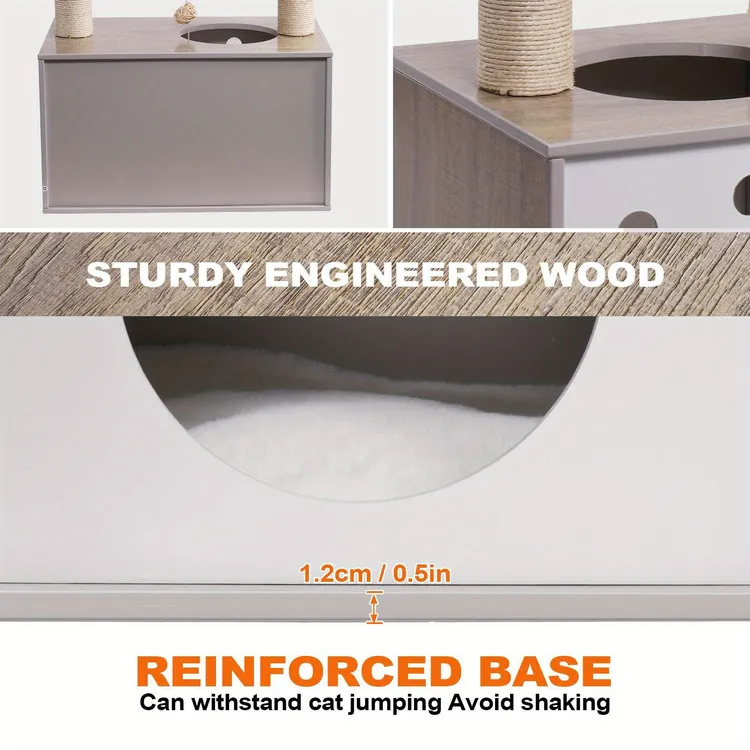 STURDY ENGINEERED WOOD
1.2cm / 0.5in
REINFORCED BASE
Can withstand cat jumping Avoid shaking